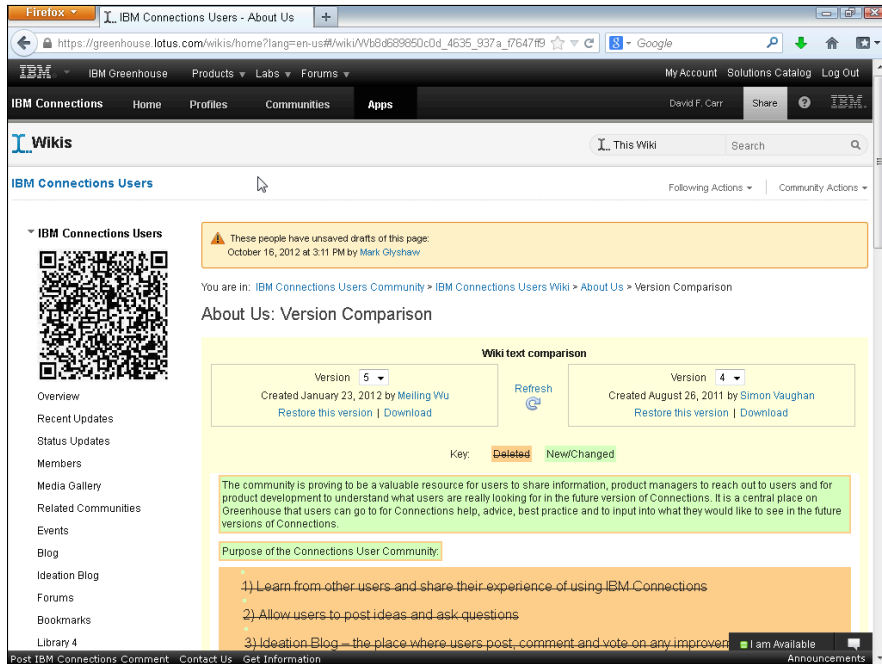 Firefox
IBM Connections Users - About Us
https://greenhouse.lotus.com/wikis/home?lang=en-us#/wiki/Wb8d689850c0d_4635_937a_f7647ff9
Google
IBM. IBM Greenhouse Products Labs Forums My Account Solutions Catalog Log Out
IBM Connections Home Profiles Communities Apps David F. Carr Share ? IBM.
Wikis This Wiki Search
IBM Connections Users Following Actions Community Actions
IBM Connections Users
These people have unsaved drafts of this page:
October 16, 2012 at 3:11 PM by Mark Glyshaw
You are in: IBM Connections Users Community > IBM Connections Users Wiki > About Us > Version Comparison
About Us: Version Comparison
Wiki text comparison
Version 5
Created January 23, 2012 by Meiling Wu
Restore this version | Download
Refresh
Version 4
Created August 26, 2011 by Simon Vaughan
Restore this version | Download
Key: Deleted New/Changed
The community is proving to be a valuable resource for users to share information, product managers to reach out to users and for
product development to understand what users are really looking for in the future version of Connections. It is a central place on
Greenhouse that users can go to for Connections help, advice, best practice and to input into what they would like to see in the future
versions of Connections.
Purpose of the Connections User Community:
1) Learn from other users and share their experience of using IBM Connections
2) Allow users to post ideas and ask questions
3) Ideation Blog – the place where users post, comment and vote on any improvem
Overview
Recent Updates
Status Updates
Members
Media Gallery
Related Communities
Events
Blog
Ideation Blog
Forums
Bookmarks
Library 4
I am Available
Post IBM Connections Comment Contact Us Get Information Announcements